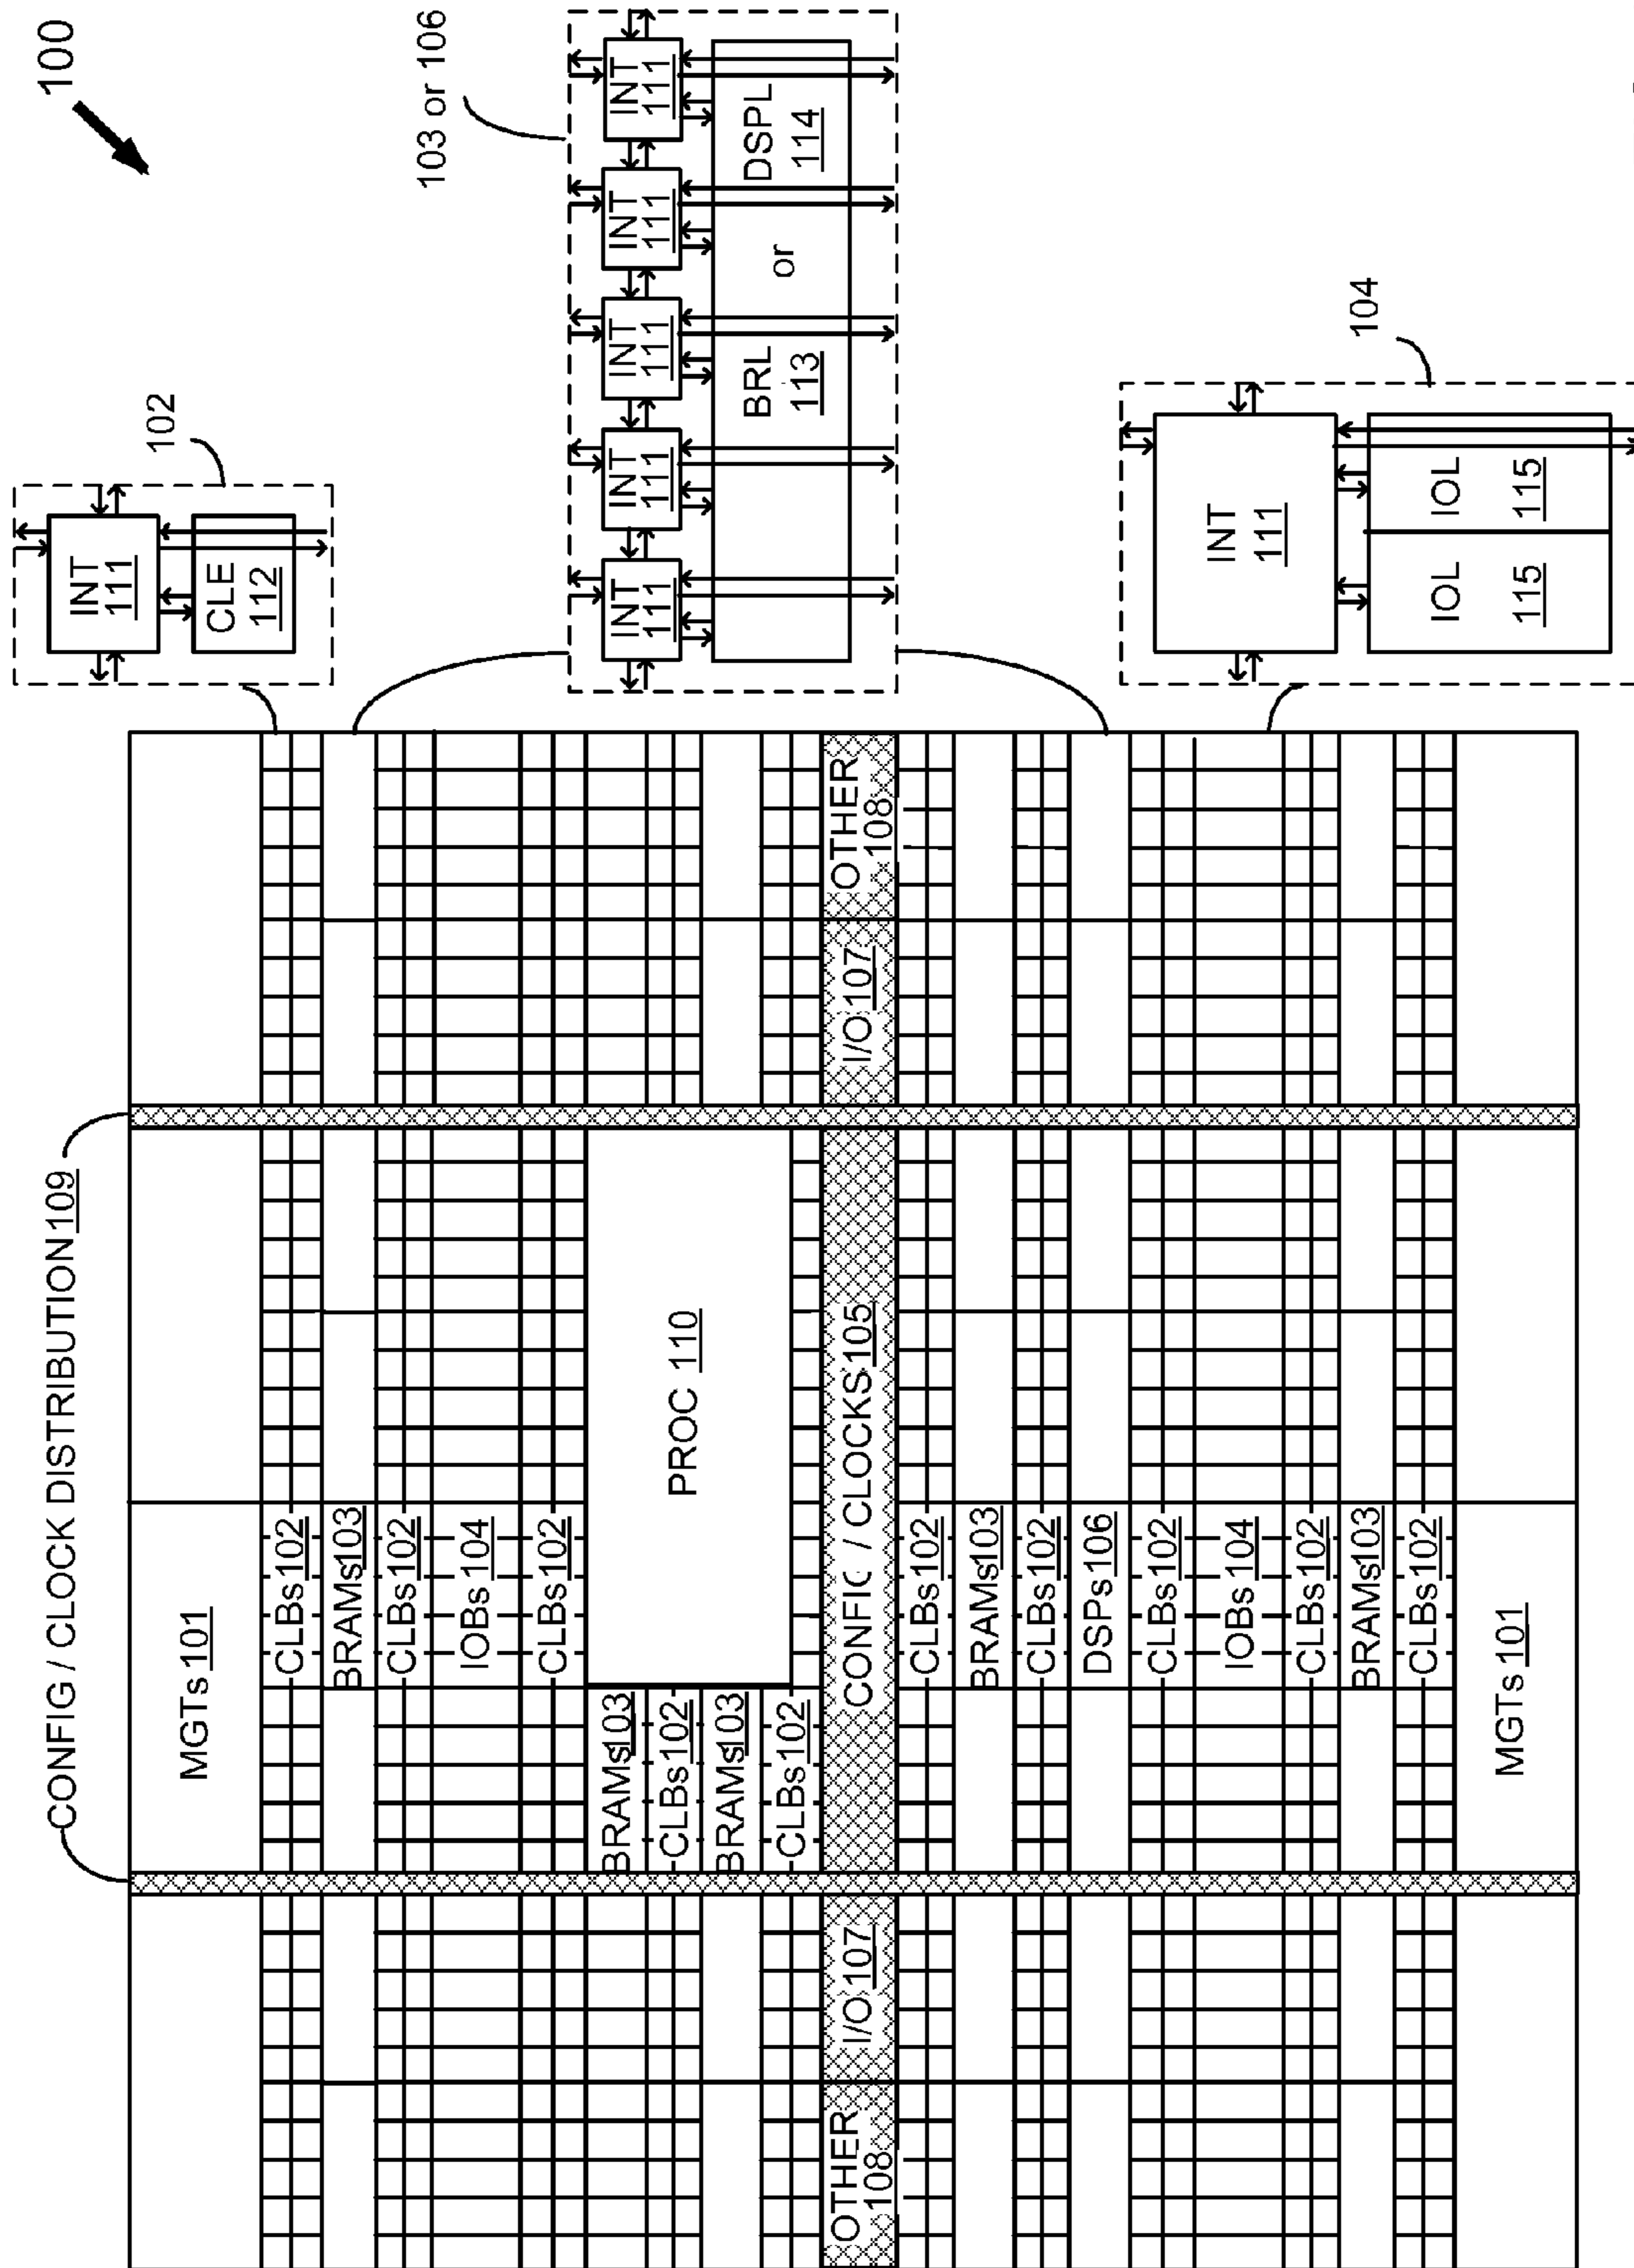 100
CONFIG / CLOCK DISTRIBUTION 109
MGTs 101
CLBs 102
BRAMs 103
CLBs 102
IOBs 104
CLBs 102
BRAMs 103
CLBs 102
BRAMs 103
CLBs 102
PROC 110
OTHER
108
I/O 107
CONFIG / CLOCKS 105
I/O 107
OTHER
108
CLBs 102
BRAMs 103
CLBs 102
DSPs 106
CLBs 102
IOBs 104
CLBs 102
BRAMs 103
CLBs 102
MGTs 101
102
INT
111
CLE
112
103 or 106
INT
111
INT
111
INT
111
INT
111
INT
111
BRL
113
or
DSPL
114
104
INT
111
IOL
115
IOL
115